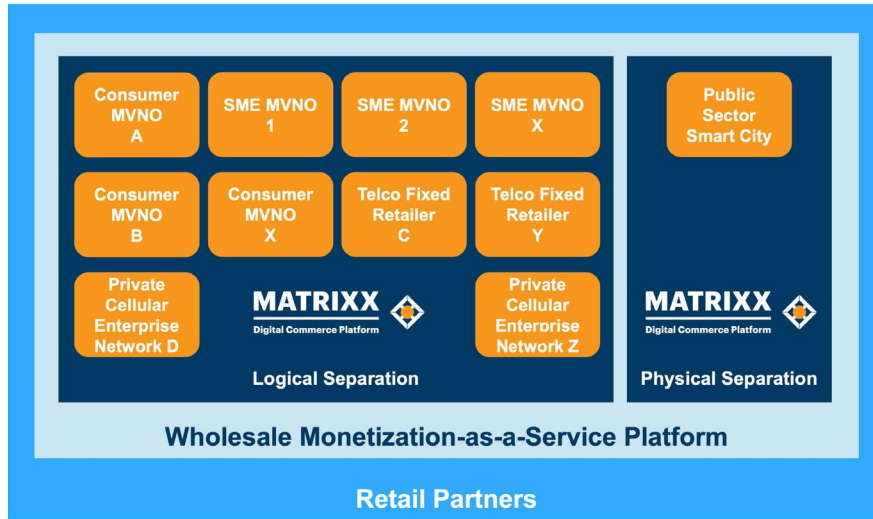 Consumer
MVNO
A
SME MVNO
1
SME MVNO
2
SME MVNO
X
Public
Sector
Smart City
Consumer
MVNO
B
Consumer
MVNO
X
Telco Fixed
Retailer
C
Telco Fixed
Retailer
Y
Private
Cellular
Enterprise
Network D
MATRIXX
Digital Commerce Platform
Private
Cellular
Enterprise
Network Z
MATRIXX
Digital Commerce Platform
Logical Separation
Physical Separation
Wholesale Monetization-as-a-Service Platform
Retail Partners